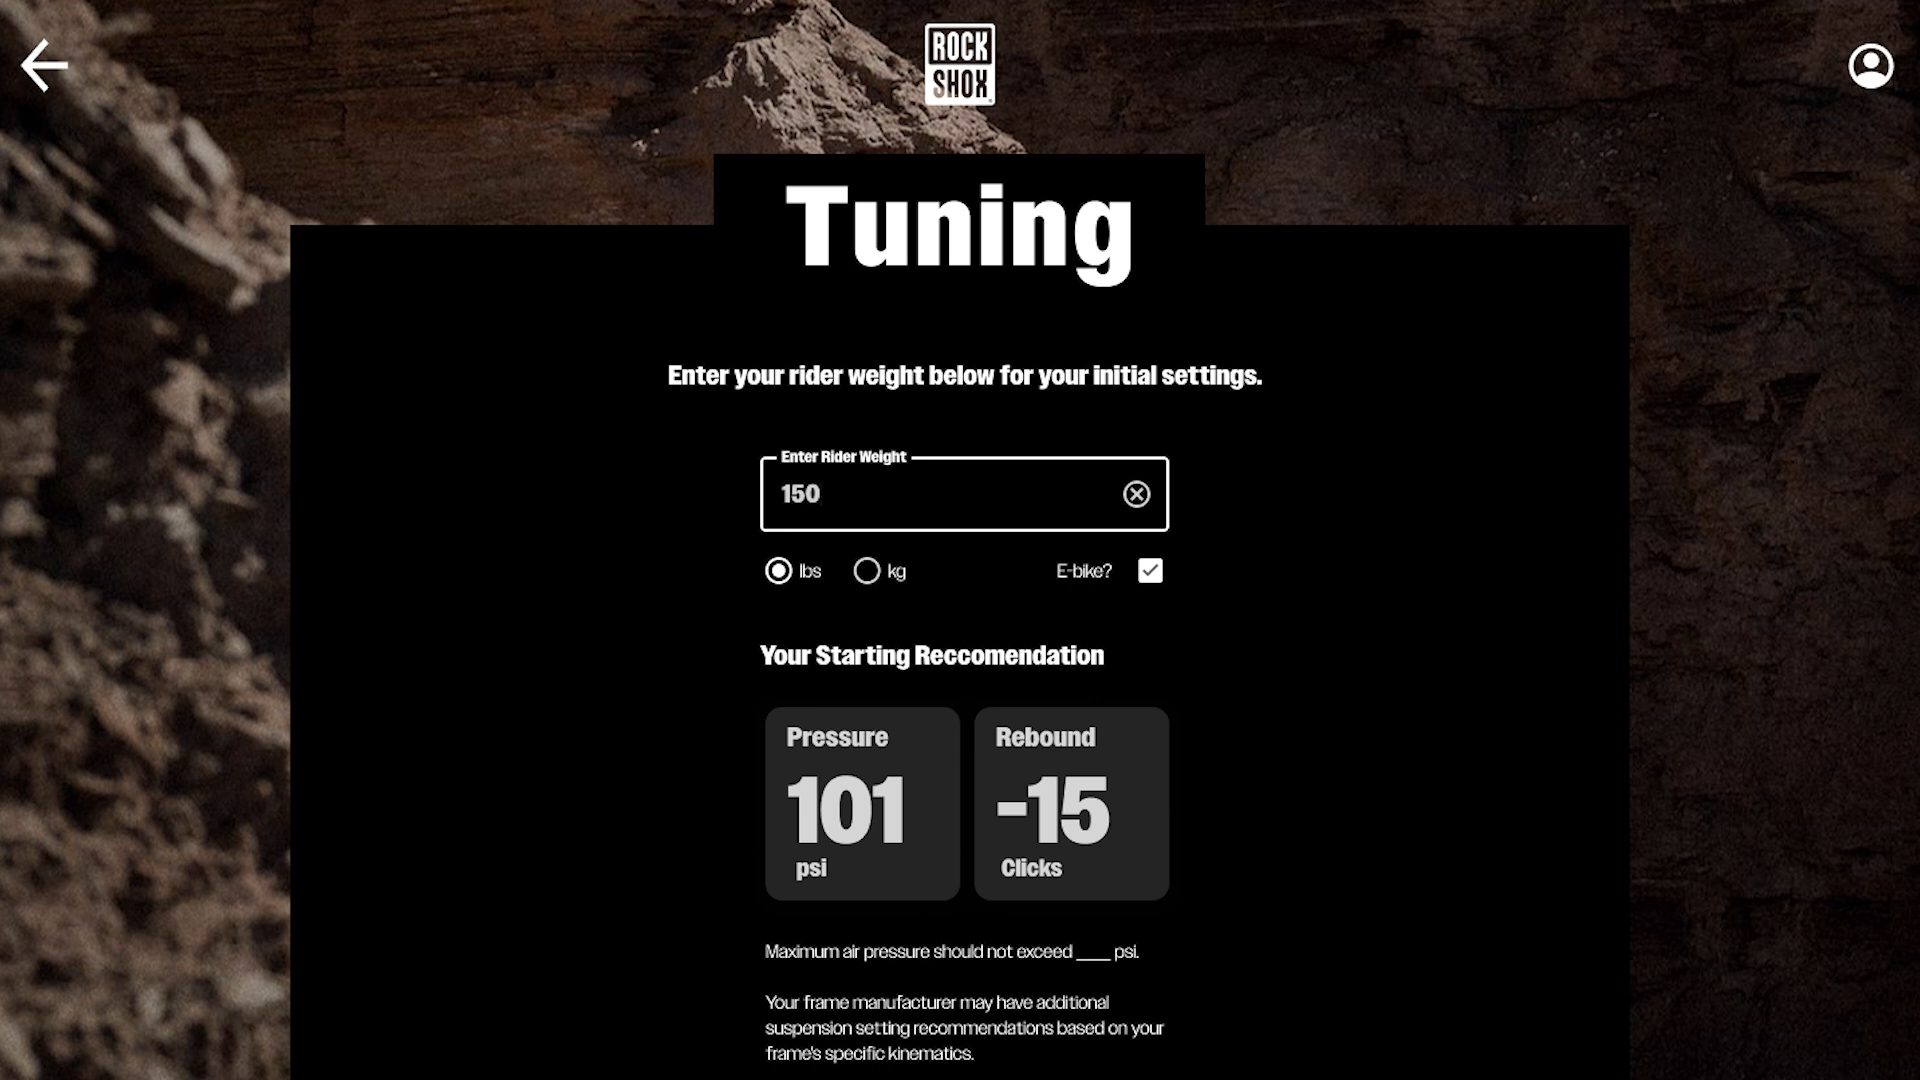 ROCK
SHOX
Tuning
Enter your rider weight below for your initial settings.
Enter Rider Weight
150
lbs kg E-bike?
Your Starting Reccomendation
Pressure Rebound
101 -15
psi Clicks
Maximum air pressure should not exceed ____ psi.
Your frame manufacturer may have additional
suspension setting recommendations based on your
frame's specific kinematics.